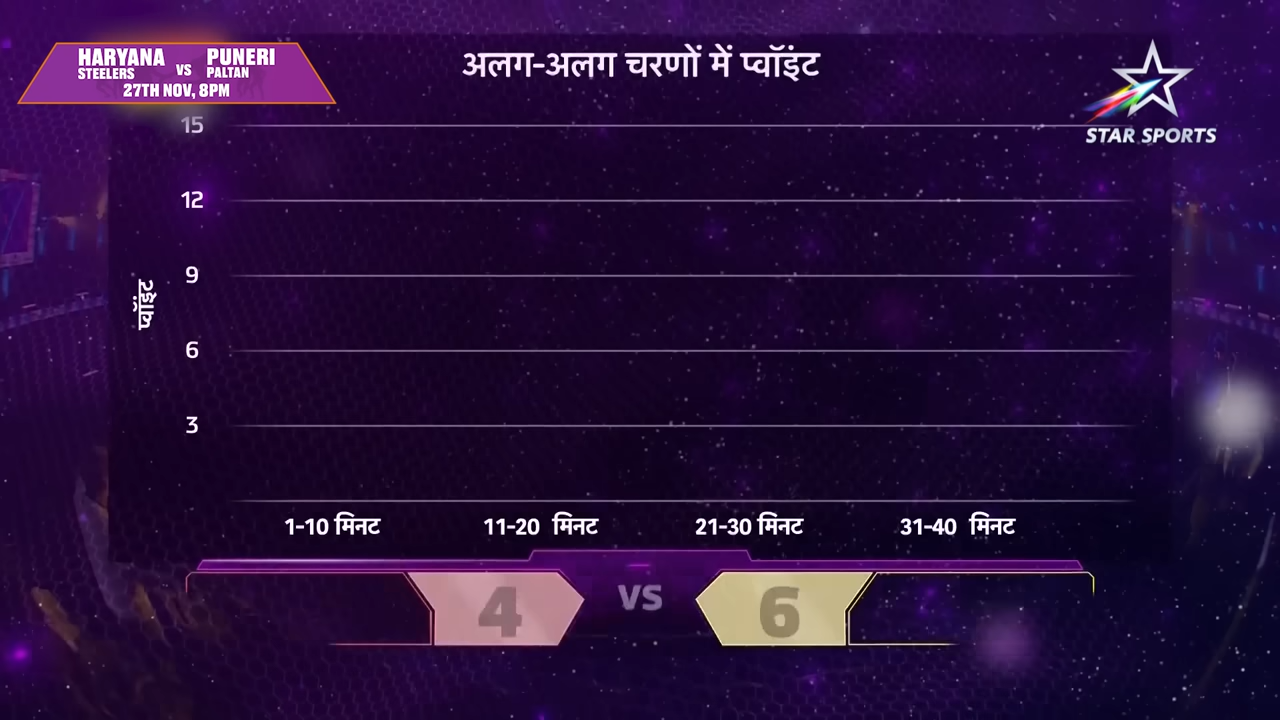 HARYANA STEELERS VS PUNERI PALTAN
27TH NOV, 8PM
अलग-अलग चरणों में प्वॉइंट
STAR SPORTS
15
12
9
6
3
प्वॉइंट
1-10 मिनट
11-20 मिनट
21-30 मिनट
31-40 मिनट
4 VS 6